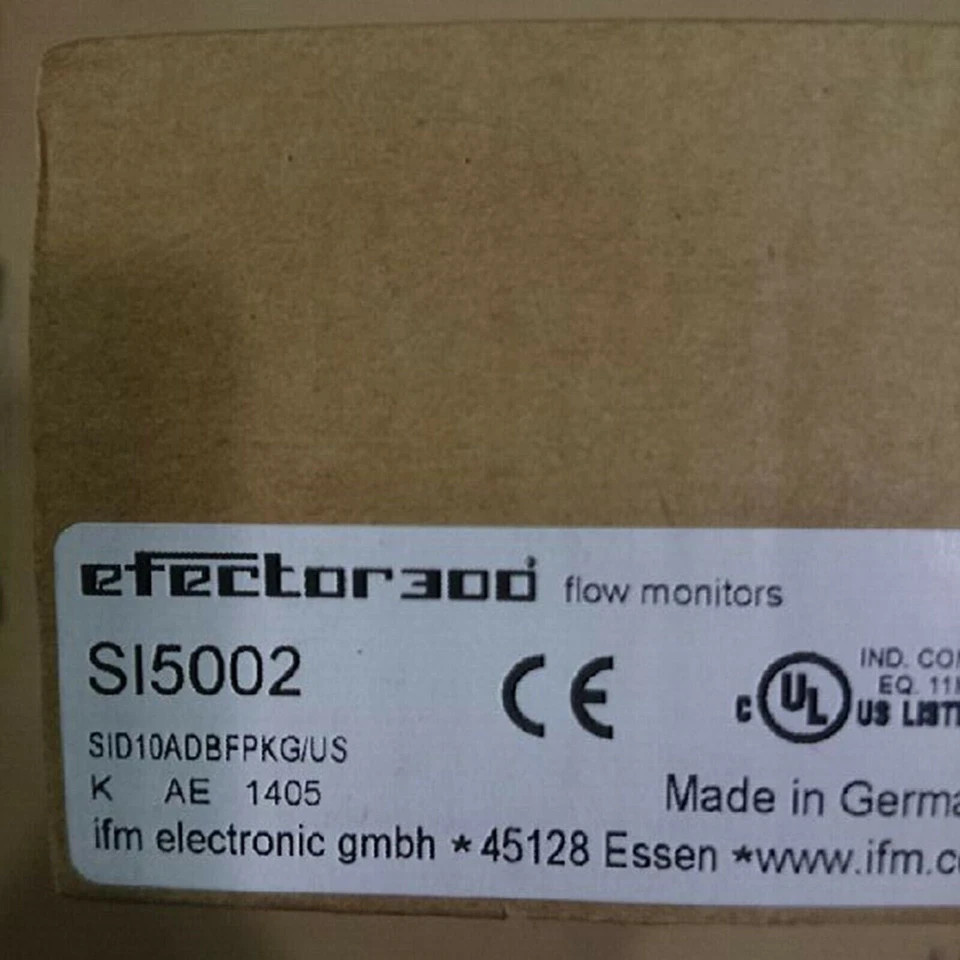 efector300 flow monitors
SI5002
CE
c UL US LIST
IND. CO
EQ. 11
SID10ADBFPKG/US
K AE 1405
Made in Germa
ifm electronic gmbh * 45128 Essen *www.ifm.c